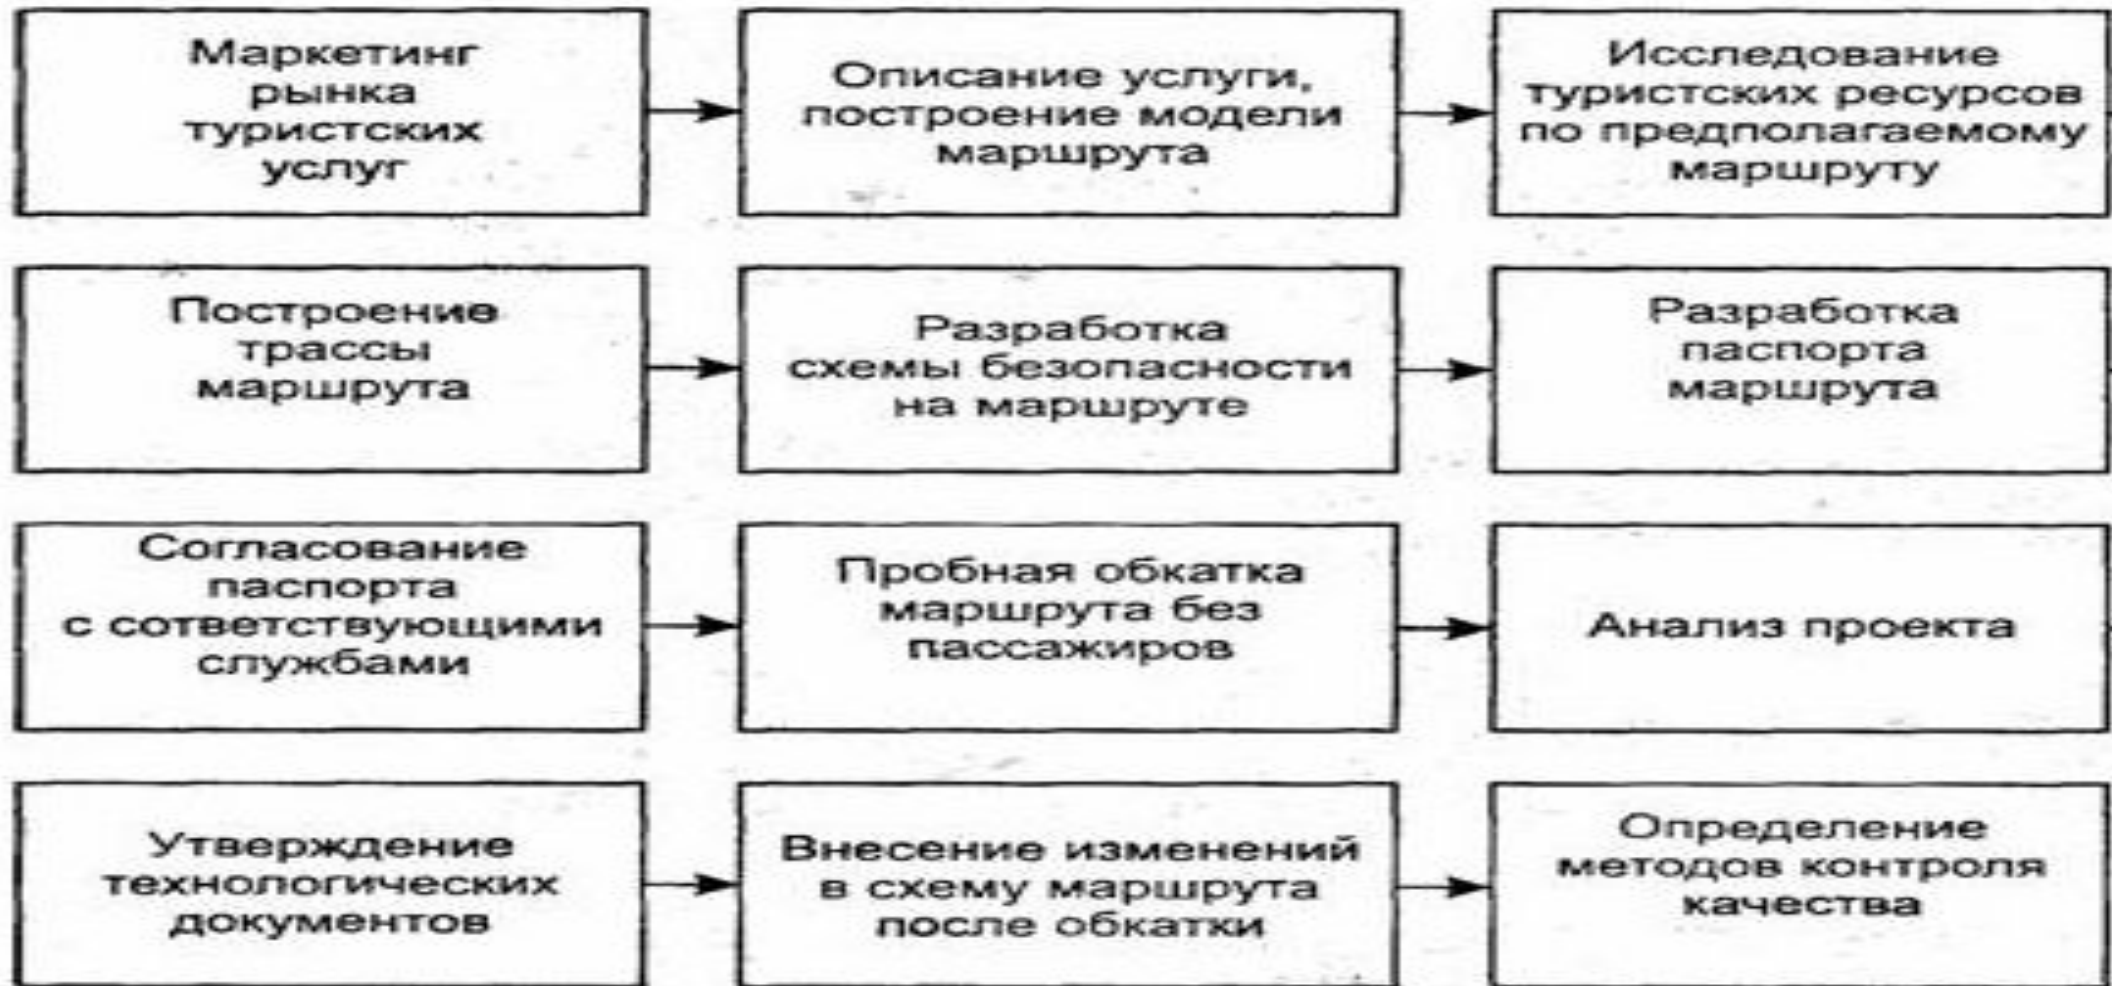 Маркетинг
рынка
туристских
услуг
Описание услуги,
построение модели
маршрута
Исследование
туристских ресурсов
по предполагаемому
маршруту
Построение
трассы
маршрута
Разработка
схемы безопасности
на маршруте
Разработка
паспорта
маршрута
Согласование
паспорта
с сответствующими
службами
Пробная обкатка
маршрута без
пассажиров
Анализ проекта
Утверждение
технологических
документов
Внесение изменений
в схему маршрута
после обкатки
Определение
методов контроля
качества